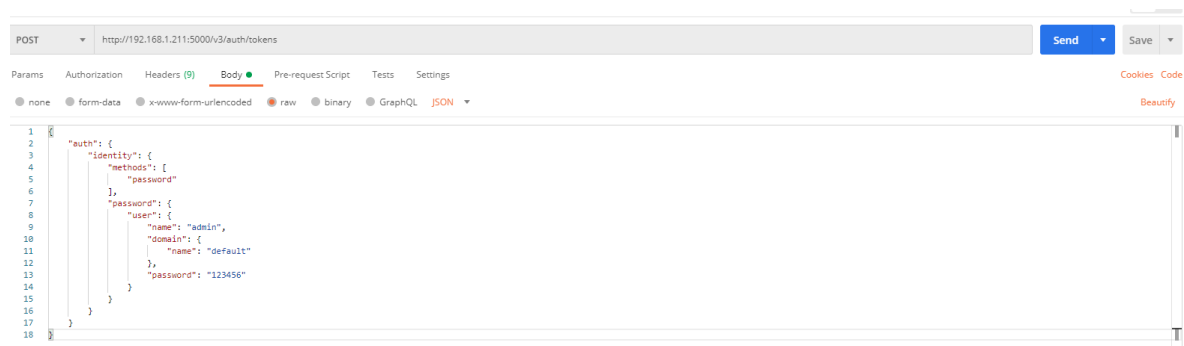 POST http://192.168.1.211:5000/v3/auth/tokens Send Save
Params Authorization Headers (9) Body Pre-request Script Tests Settings Cookies Code
none form-data x-www-form-urlencoded raw binary GraphQL JSON Beautify
1 {
2 "auth": {
3 "identity": {
4 "methods": [
5 "password"
6 ],
7 "password": {
8 "user": {
9 "name": "admin",
10 "domain": {
11 "name": "default"
12 },
13 "password": "123456"
14 }
15 }
16 }
17 }
18 }